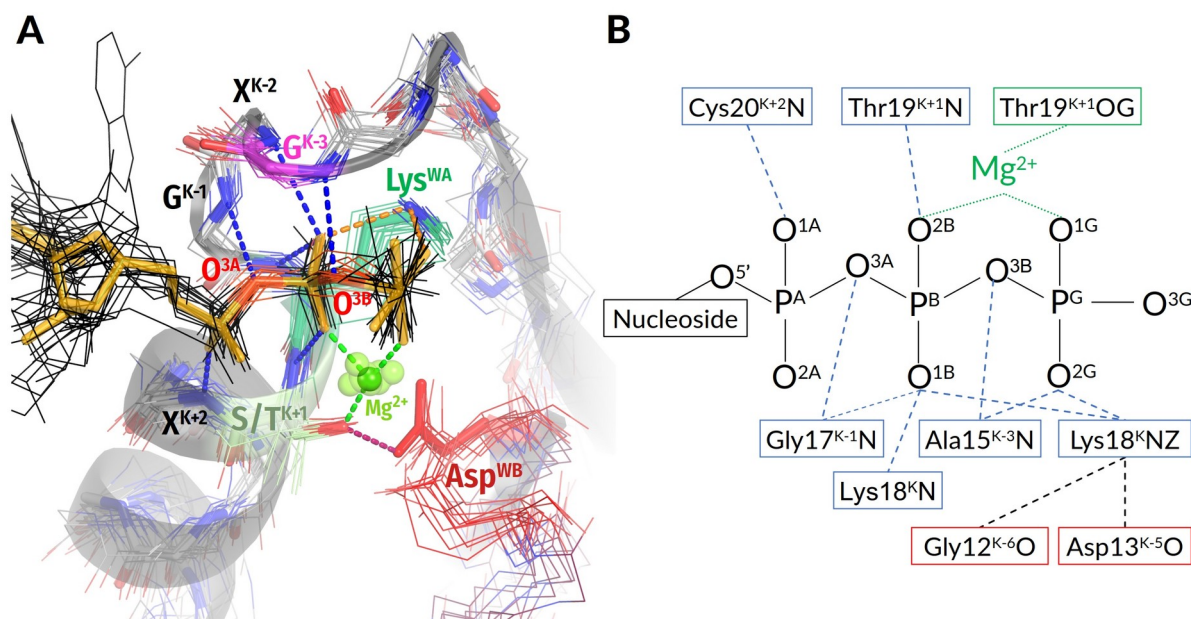 A
X^K-2
G^K-3
G^K-1
Lys^WA
O^3A
O^3B
Mg²⁺
X^K+2
S/T^K+1
Asp^WB
B
Cys20^K+2N Thr19^K+1N Thr19^K+1OG
Mg²⁺
O^1A O^2B O^1G
O^5' O^3A O^3B
P^A P^B P^G O^3G
Nucleoside
O^2A O^1B O^2G
Gly17^K-1N Ala15^K-3N Lys18^KNZ
Lys18^KN
Gly12^K-6O Asp13^K-5O